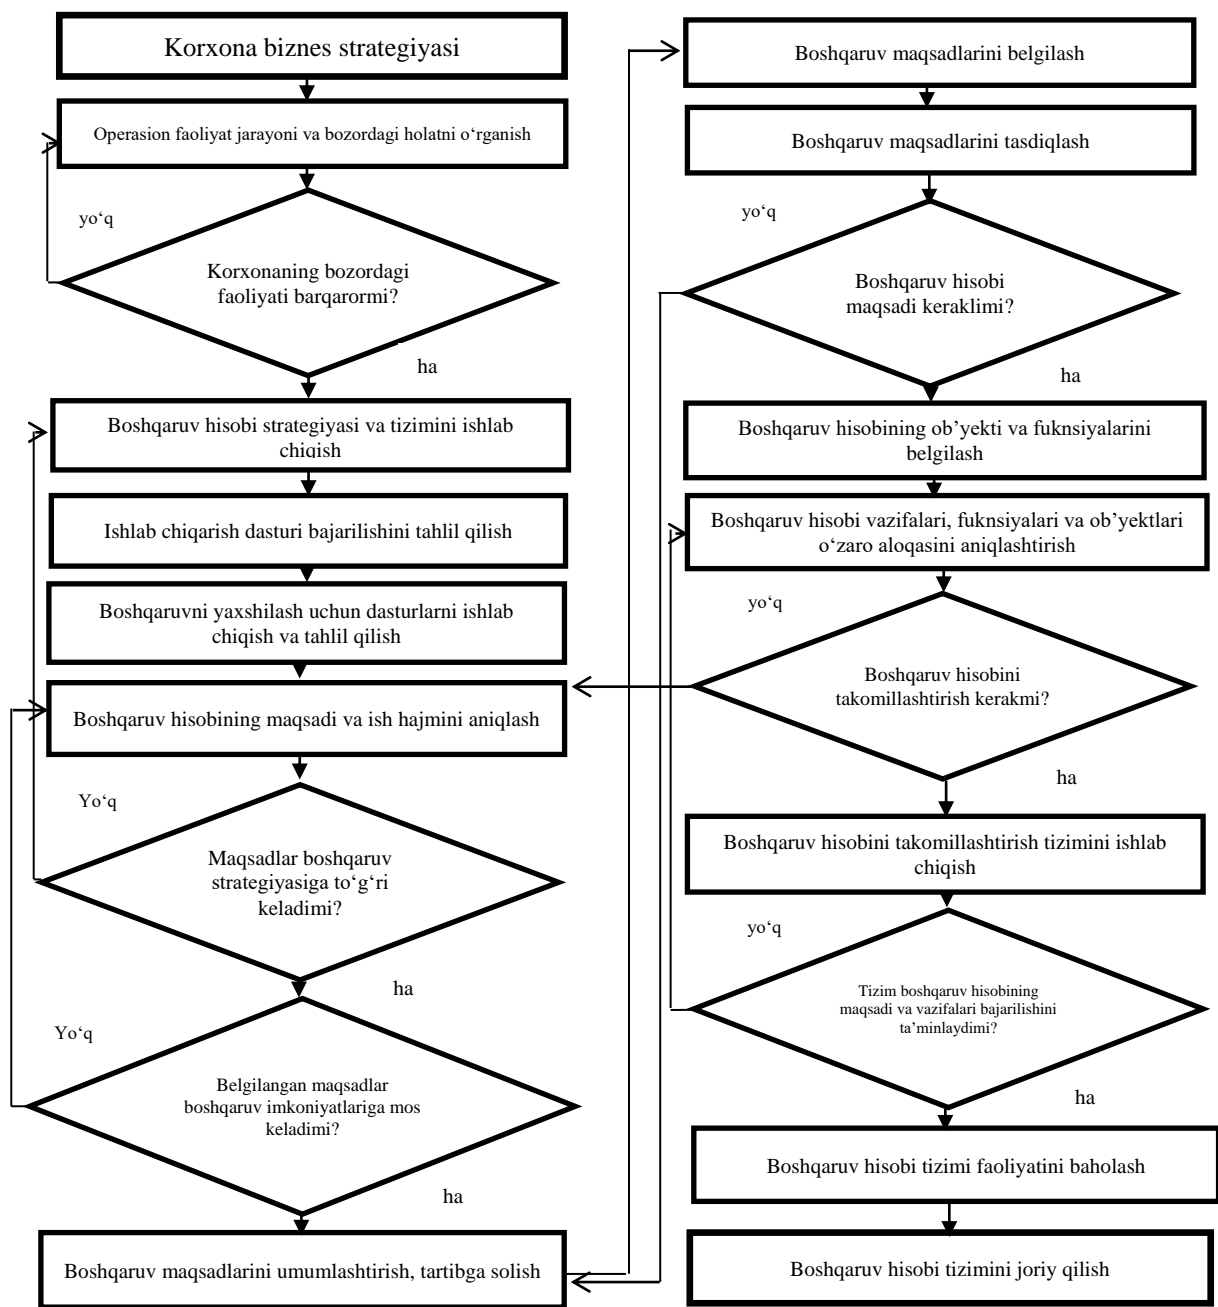 Korxona biznes strategiyasi
Operasion faoliyat jarayoni va bozordagi holatni o‘rganish
yo‘q
Korxonaning bozordagi
faoliyati barqarormi?
ha
Boshqaruv hisobi strategiyasi va tizimini ishlab
chiqish
Ishlab chiqarish dasturi bajarilishini tahlil qilish
Boshqaruvni yaxshilash uchun dasturlarni ishlab
chiqish va tahlil qilish
Boshqaruv hisobining maqsadi va ish hajmini aniqlash
Yo‘q
Maqsadlar boshqaruv
strategiyasiga to‘g‘ri
keladimi?
ha
Yo‘q
Belgilangan maqsadlar
boshqaruv imkoniyatlariga mos
keladimi?
ha
Boshqaruv maqsadlarini umumlashtirish, tartibga solish
Boshqaruv maqsadlarini belgilash
Boshqaruv maqsadlarini tasdiqlash
yo‘q
Boshqaruv hisobi
maqsadi keraklimi?
ha
Boshqaruv hisobining ob’yekti va fuknsiyalarini
belgilash
Boshqaruv hisobi vazifalari, fuknsiyalari va ob’yektlari
o‘zaro aloqasini aniqlashtirish
yo‘q
Boshqaruv hisobini
takomillashtirish kerakmi?
ha
Boshqaruv hisobini takomillashtirish tizimini ishlab
chiqish
yo‘q
Tizim boshqaruv hisobining
maqsadi va vazifalari bajarilishini
ta’minlaydimi?
ha
Boshqaruv hisobi tizimi faoliyatini baholash
Boshqaruv hisobi tizimini joriy qilish